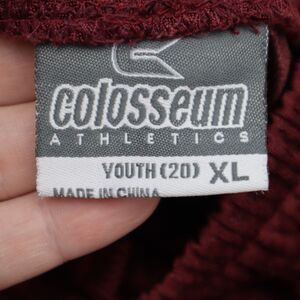 colosseum
ATHLETICS
YOUTH (20) XL
MADE IN CHINA